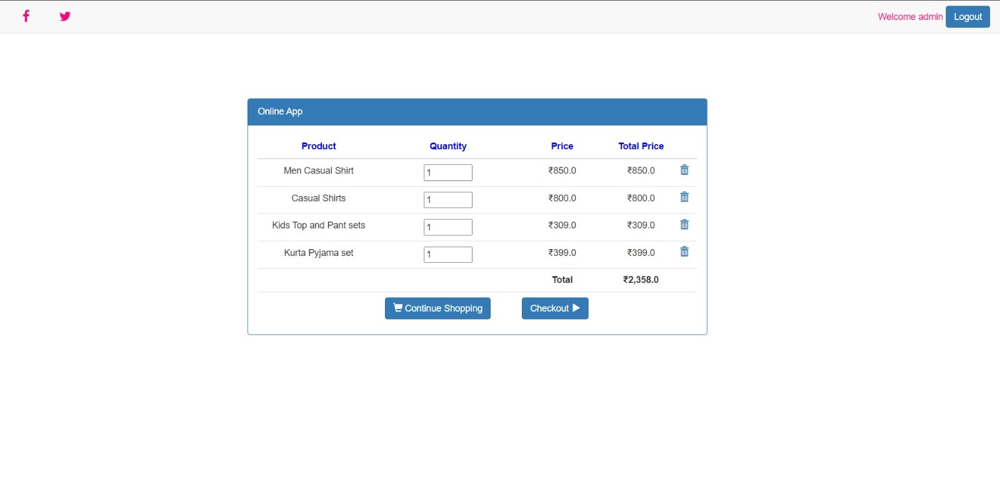 Welcome admin Logout
Online App
Product Quantity Price Total Price
Men Casual Shirt 1 ₹850.0 ₹850.0
Casual Shirts 1 ₹800.0 ₹800.0
Kids Top and Pant sets 1 ₹309.0 ₹309.0
Kurta Pyjama set 1 ₹399.0 ₹399.0
Total ₹2,358.0
Continue Shopping Checkout